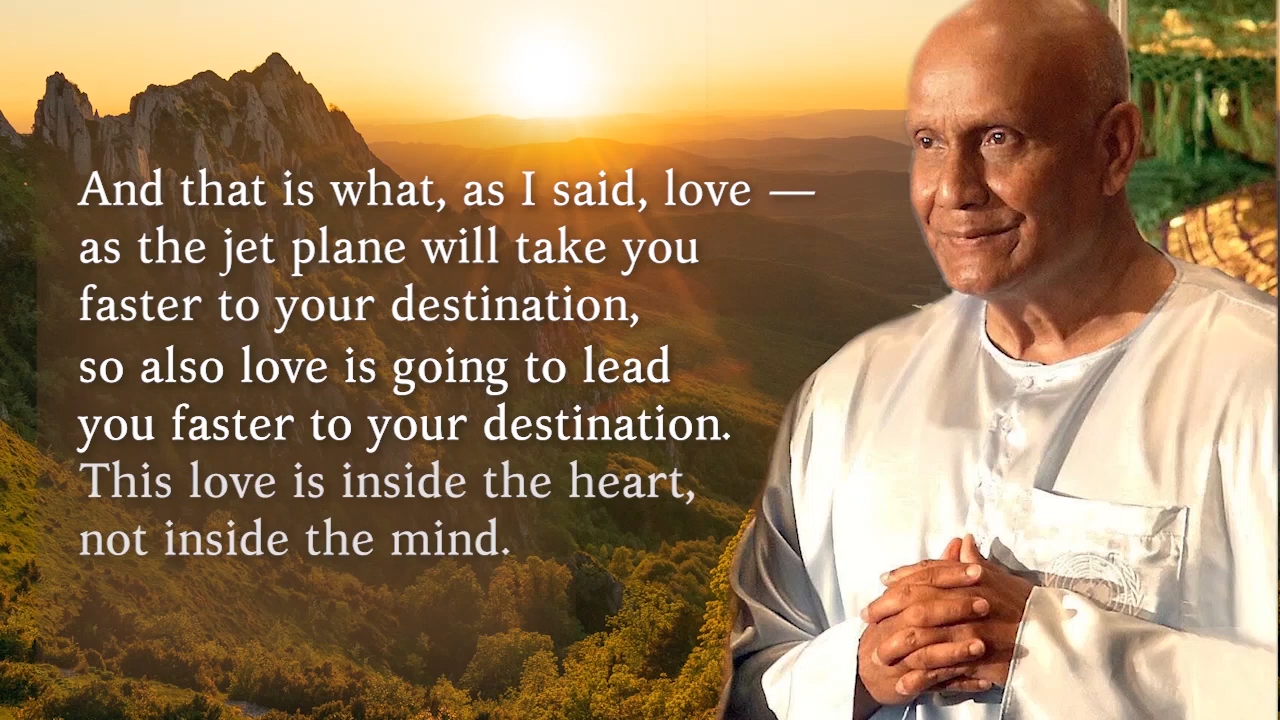 And that is what, as I said, love —
as the jet plane will take you
faster to your destination,
so also love is going to lead
you faster to your destination.
This love is inside the heart,
not inside the mind.